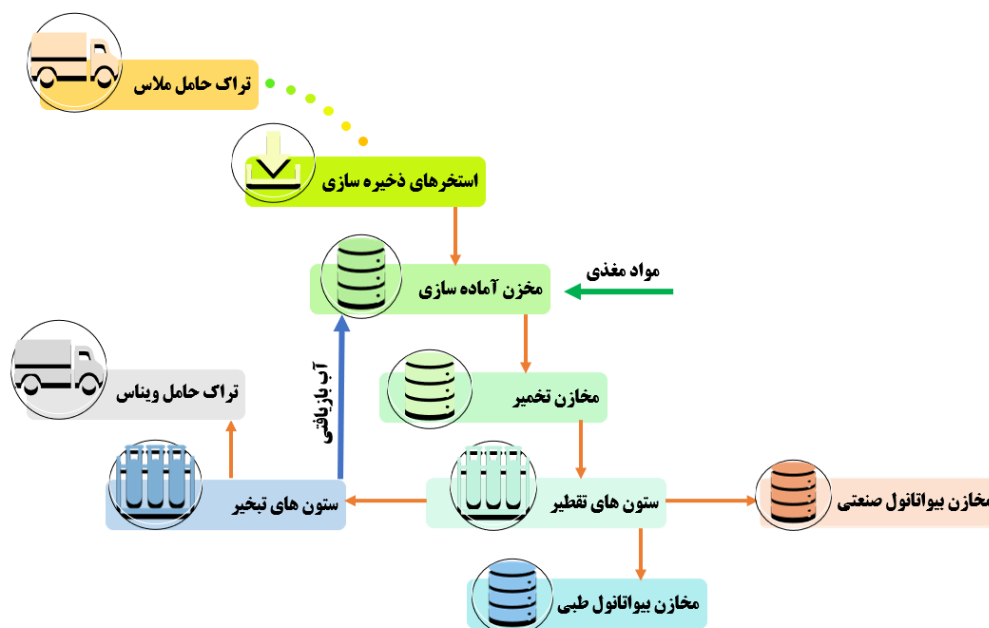 تراک حامل ملاس
استخرهای ذخیره سازی
مواد مغذی
مخزن آماده سازی
آب بازیافتی
مخازن تخمیر
تراک حامل ویناس
مخازن بیواتانول صنعتی
ستون های تقطیر
ستون های تبخیر
مخازن بیواتانول طبی